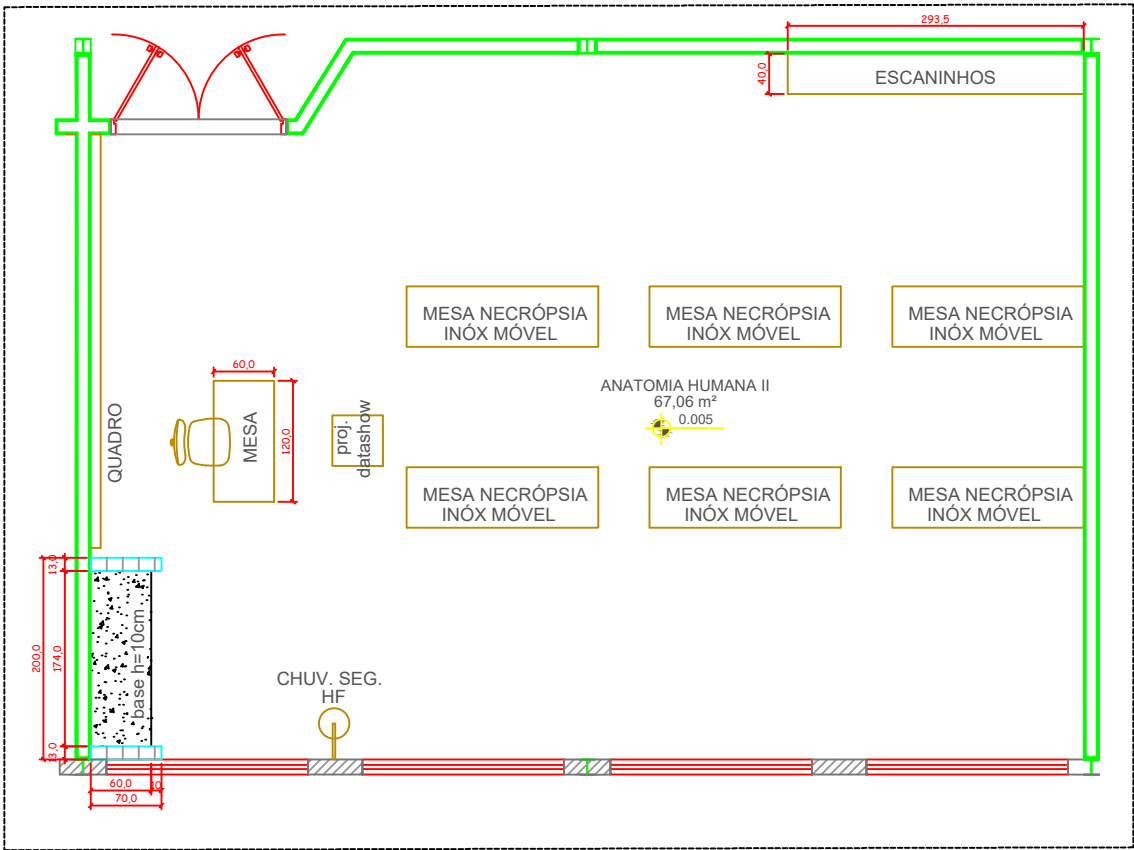 293,5
40,0
ESCANINHOS
MESA NECRÓPSIA
INÓX MÓVEL
MESA NECRÓPSIA
INÓX MÓVEL
MESA NECRÓPSIA
INÓX MÓVEL
60,0
ANATOMIA HUMANA II
67,06 m²
0.005
QUADRO
MESA
120,0
proj.
datashow
MESA NECRÓPSIA
INÓX MÓVEL
MESA NECRÓPSIA
INÓX MÓVEL
MESA NECRÓPSIA
INÓX MÓVEL
13,0
200,0
174,0
base h=10cm
CHUV. SEG.
HF
13,0
60,0
10
70,0